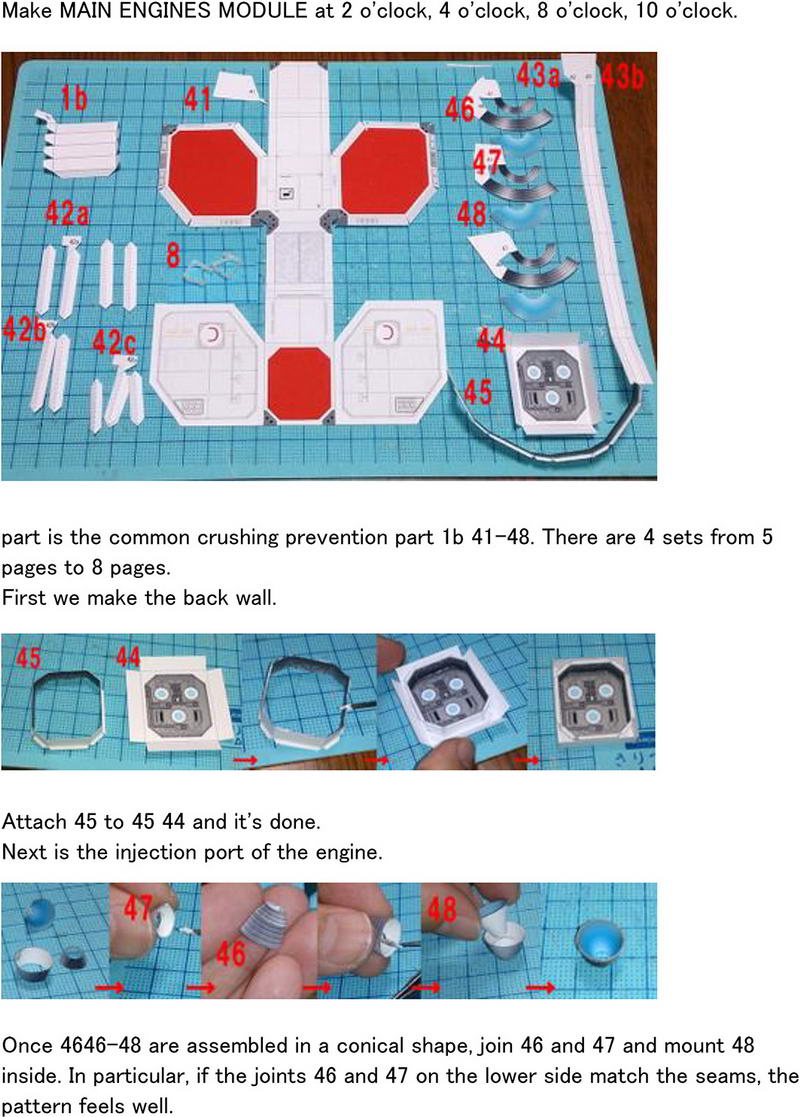 Make MAIN ENGINES MODULE at 2 o'clock, 4 o'clock, 8 o'clock, 10 o'clock.
1b
41
43a
43b
46
47
42a
48
8
42b
42c
44
45
part is the common crushing prevention part 1b 41-48. There are 4 sets from 5
pages to 8 pages.
First we make the back wall.
45
44
Attach 45 to 45 44 and it's done.
Next is the injection port of the engine.
47
46
48
Once 4646-48 are assembled in a conical shape, join 46 and 47 and mount 48
inside. In particular, if the joints 46 and 47 on the lower side match the seams, the
pattern feels well.